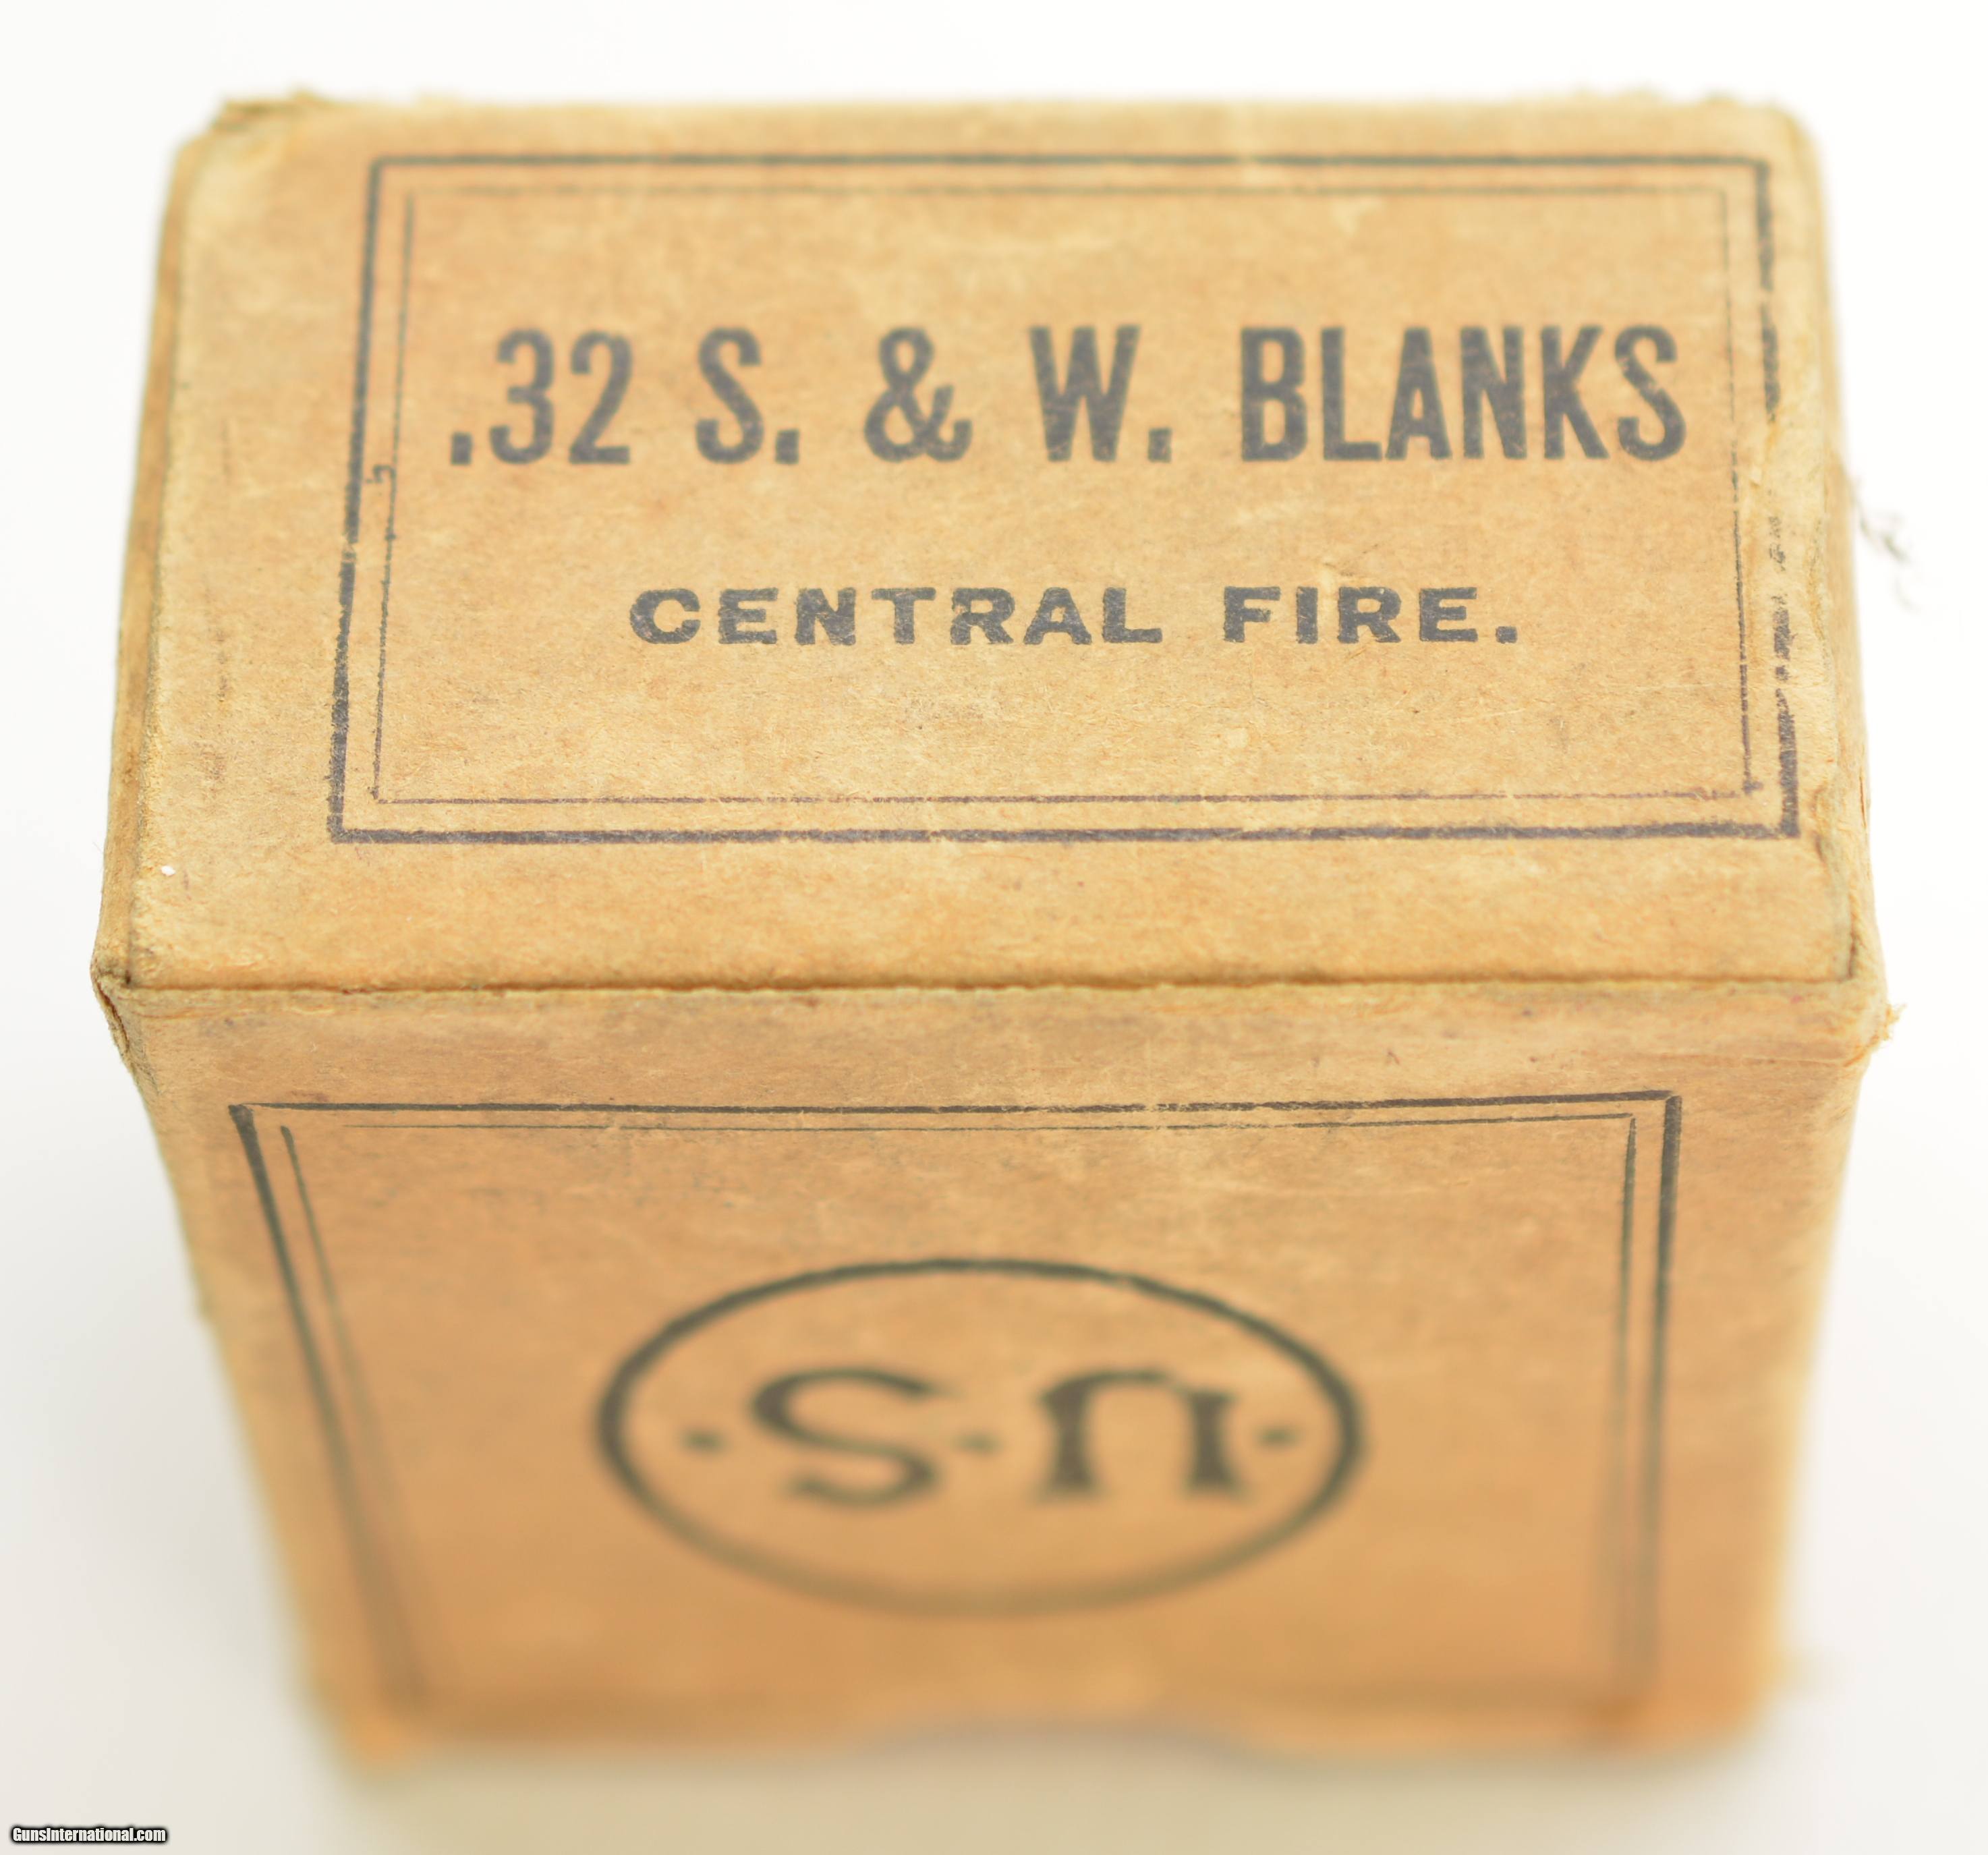 .32 S. & W. BLANKS
CENTRAL FIRE.
·U·S·
GunsInternational.com